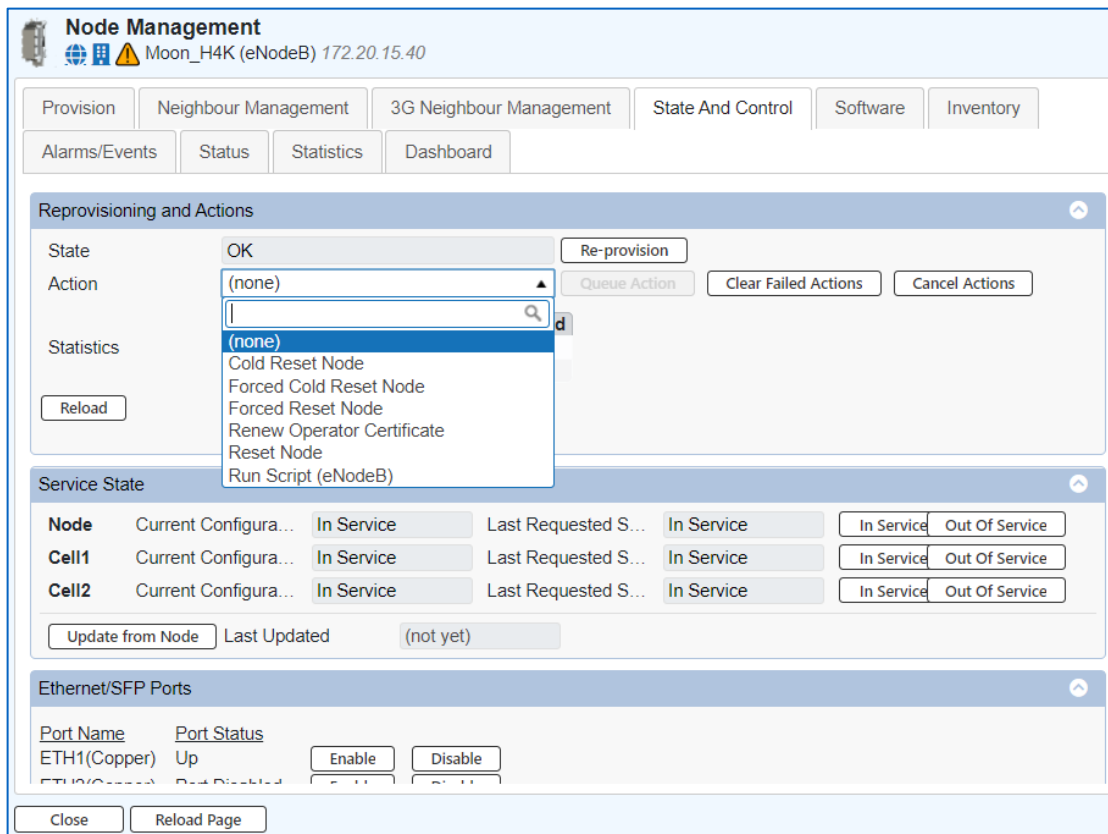 Node Management
Moon_H4K (eNodeB) 172.20.15.40
Provision Neighbour Management 3G Neighbour Management State And Control Software Inventory
Alarms/Events Status Statistics Dashboard
Reprovisioning and Actions
State OK Re-provision
Action (none) Queue Action Clear Failed Actions Cancel Actions
d
(none)
Statistics
Cold Reset Node
Forced Cold Reset Node
Reload Forced Reset Node
Renew Operator Certificate
Reset Node
Run Script (eNodeB)
Service State
Node Current Configura... In Service Last Requested S... In Service In Service Out Of Service
Cell1 Current Configura... In Service Last Requested S... In Service In Service Out Of Service
Cell2 Current Configura... In Service Last Requested S... In Service In Service Out Of Service
Update from Node Last Updated (not yet)
Ethernet/SFP Ports
Port Name Port Status
ETH1(Copper) Up Enable Disable
Close Reload Page